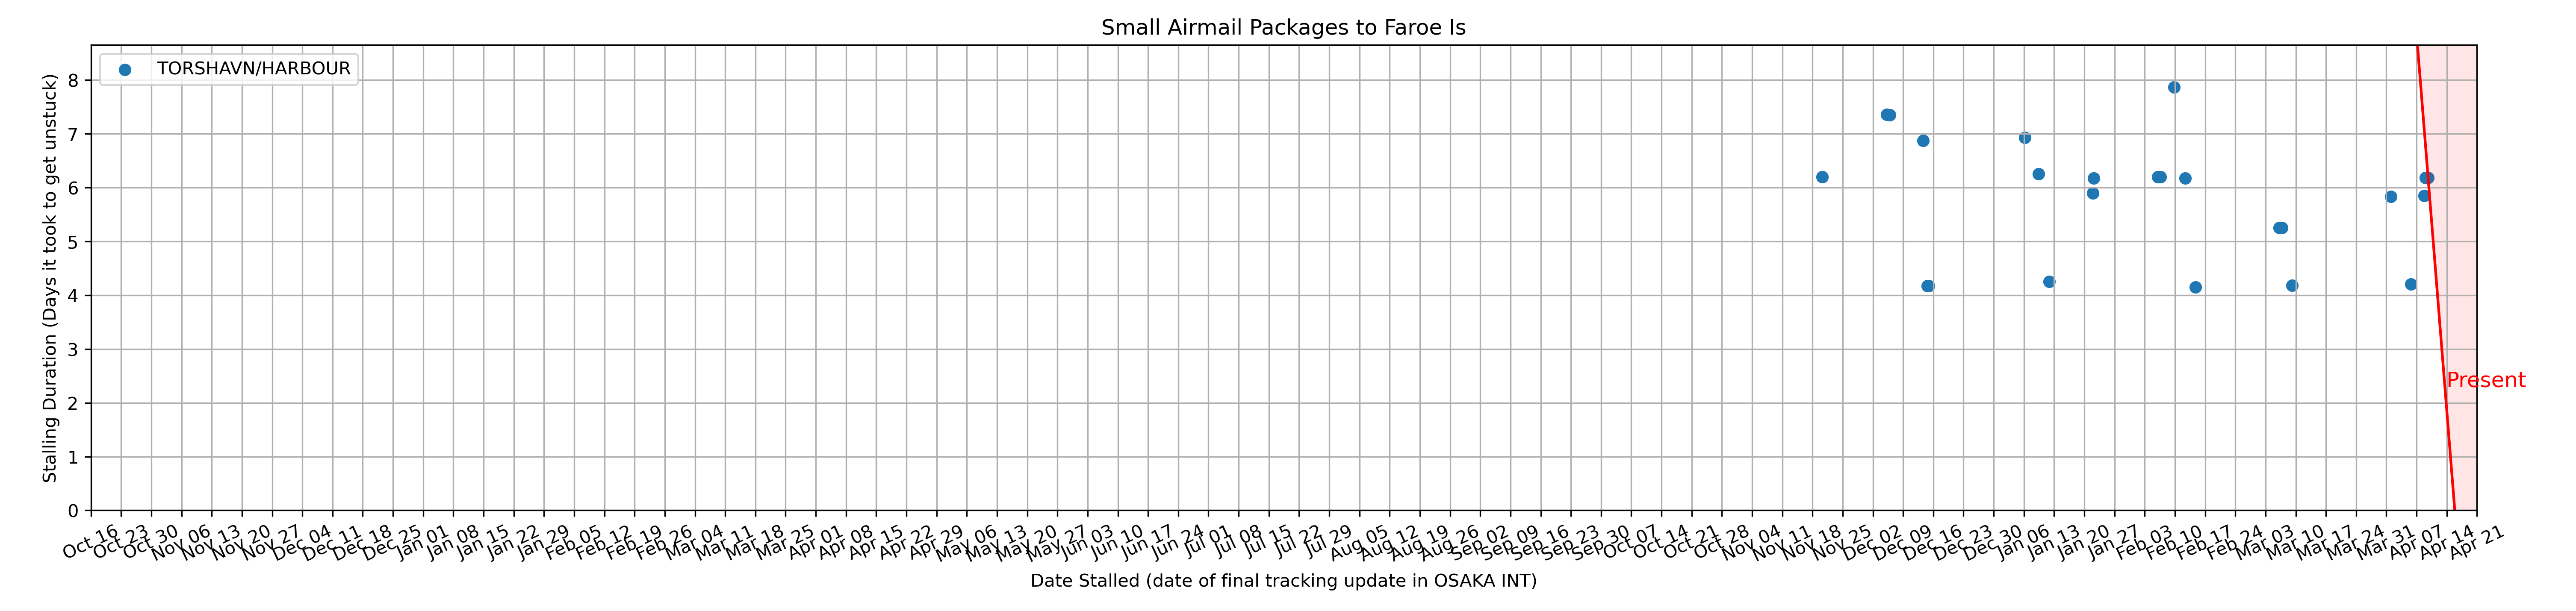 Small Airmail Packages to Faroe Is
TORSHAVN/HARBOUR
Stalling Duration (Days it took to get unstuck)
8
7
6
5
4
3
2
1
0
Present
Oct 16 Oct 23 Oct 30 Nov 06 Nov 13 Nov 20 Nov 27 Dec 04 Dec 11 Dec 18 Dec 25 Jan 01 Jan 08 Jan 15 Jan 22 Jan 29 Feb 05 Feb 12 Feb 19 Feb 26 Mar 04 Mar 11 Mar 18 Mar 25 Apr 01 Apr 08 Apr 15 Apr 22 Apr 29 May 06 May 13 May 20 May 27 Jun 03 Jun 10 Jun 17 Jun 24 Jul 01 Jul 08 Jul 15 Jul 22 Jul 29 Aug 05 Aug 12 Aug 19 Aug 26 Sep 02 Sep 09 Sep 16 Sep 23 Sep 30 Oct 07 Oct 14 Oct 21 Oct 28 Nov 04 Nov 11 Nov 18 Nov 25 Dec 02 Dec 09 Dec 16 Dec 23 Dec 30 Jan 06 Jan 13 Jan 20 Jan 27 Feb 03 Feb 10 Feb 17 Feb 24 Mar 03 Mar 10 Mar 17 Mar 24 Mar 31 Apr 07 Apr 14 Apr 21
Date Stalled (date of final tracking update in OSAKA INT)